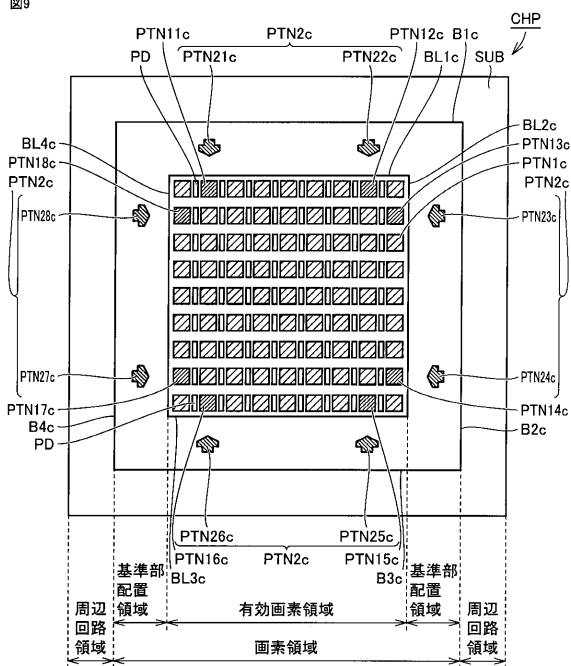 図9
CHP
PTN11c PTN2c PTN12c B1c
PD PTN21c PTN22c BL1c SUB
BL4c BL2c
PTN18c PTN13c
PTN2c PTN1c
PTN2c
PTN28c PTN23c
PTN27c PTN24c
PTN17c PTN14c
B4c B2c
PD
PTN26c PTN25c
PTN16c PTN2c PTN15c
BL3c B3c
基準部 基準部
配置 配置
領域 有効画素領域 領域
周辺 周辺
回路 画素領域 回路
領域 領域